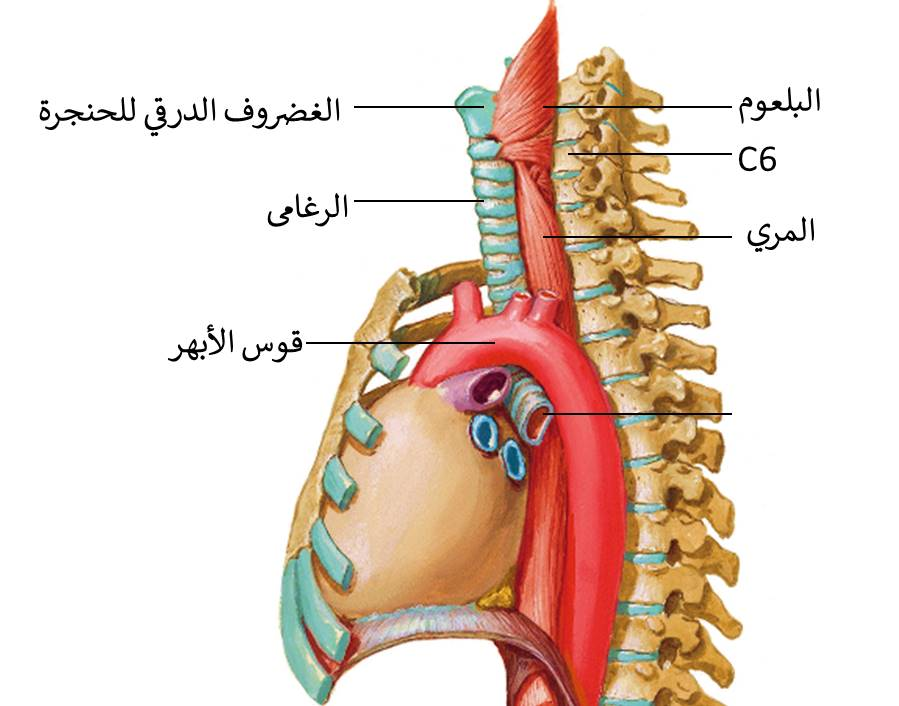 البلعوم
الغضروف الدرقي للحنجرة
C6
الرغامى
المري
قوس الأبهر